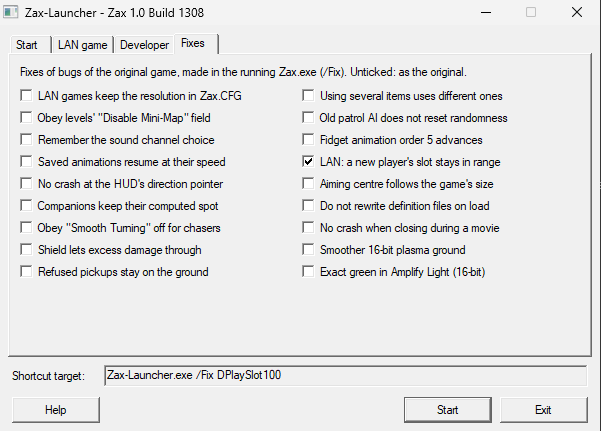 Zax-Launcher - Zax 1.0 Build 1308
Start
LAN game
Developer
Fixes
Fixes of bugs of the original game, made in the running Zax.exe (/Fix). Unticked: as the original.
LAN games keep the resolution in Zax.CFG
Obey levels' "Disable Mini-Map" field
Remember the sound channel choice
Saved animations resume at their speed
No crash at the HUD's direction pointer
Companions keep their computed spot
Obey "Smooth Turning" off for chasers
Shield lets excess damage through
Refused pickups stay on the ground
Using several items uses different ones
Old patrol AI does not reset randomness
Fidget animation order 5 advances
LAN: a new player's slot stays in range
Aiming centre follows the game's size
Do not rewrite definition files on load
No crash when closing during a movie
Smoother 16-bit plasma ground
Exact green in Amplify Light (16-bit)
Shortcut target:
Zax-Launcher.exe /Fix DPlaySlot100
Help
Start
Exit